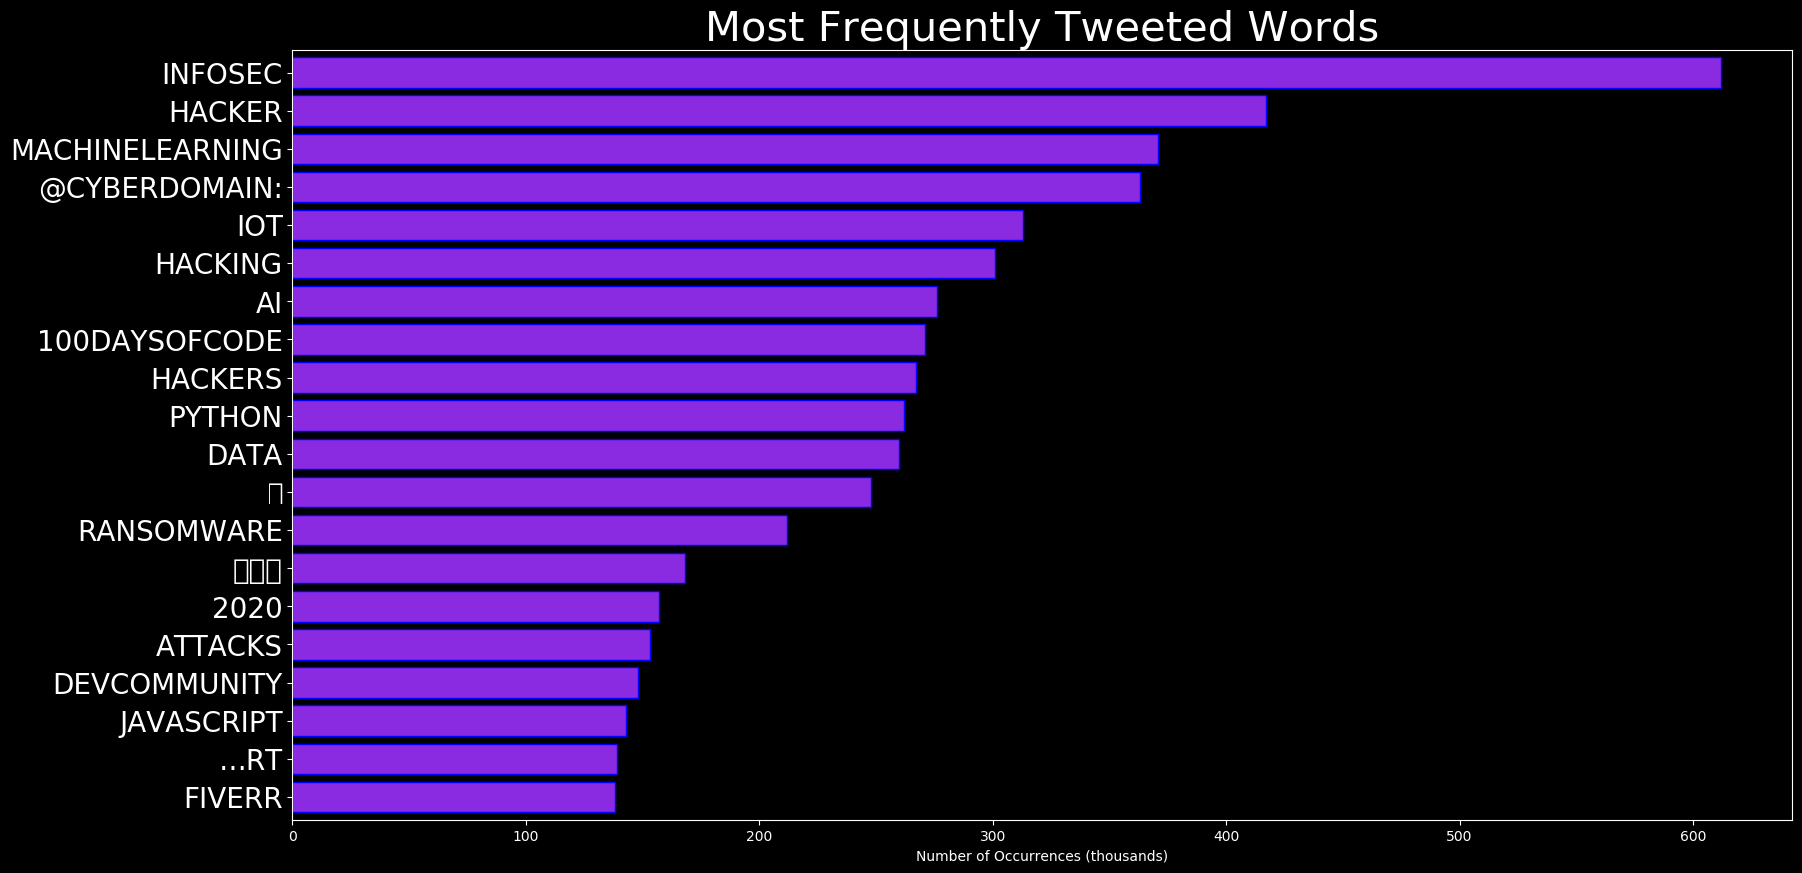 Most Frequently Tweeted Words
INFOSEC
HACKER
MACHINELEARNING
@CYBERDOMAIN:
IOT
HACKING
AI
100DAYSOFCODE
HACKERS
PYTHON
DATA
RANSOMWARE
2020
ATTACKS
DEVCOMMUNITY
JAVASCRIPT
…RT
FIVERR
0 100 200 300 400 500 600
Number of Occurrences (thousands)